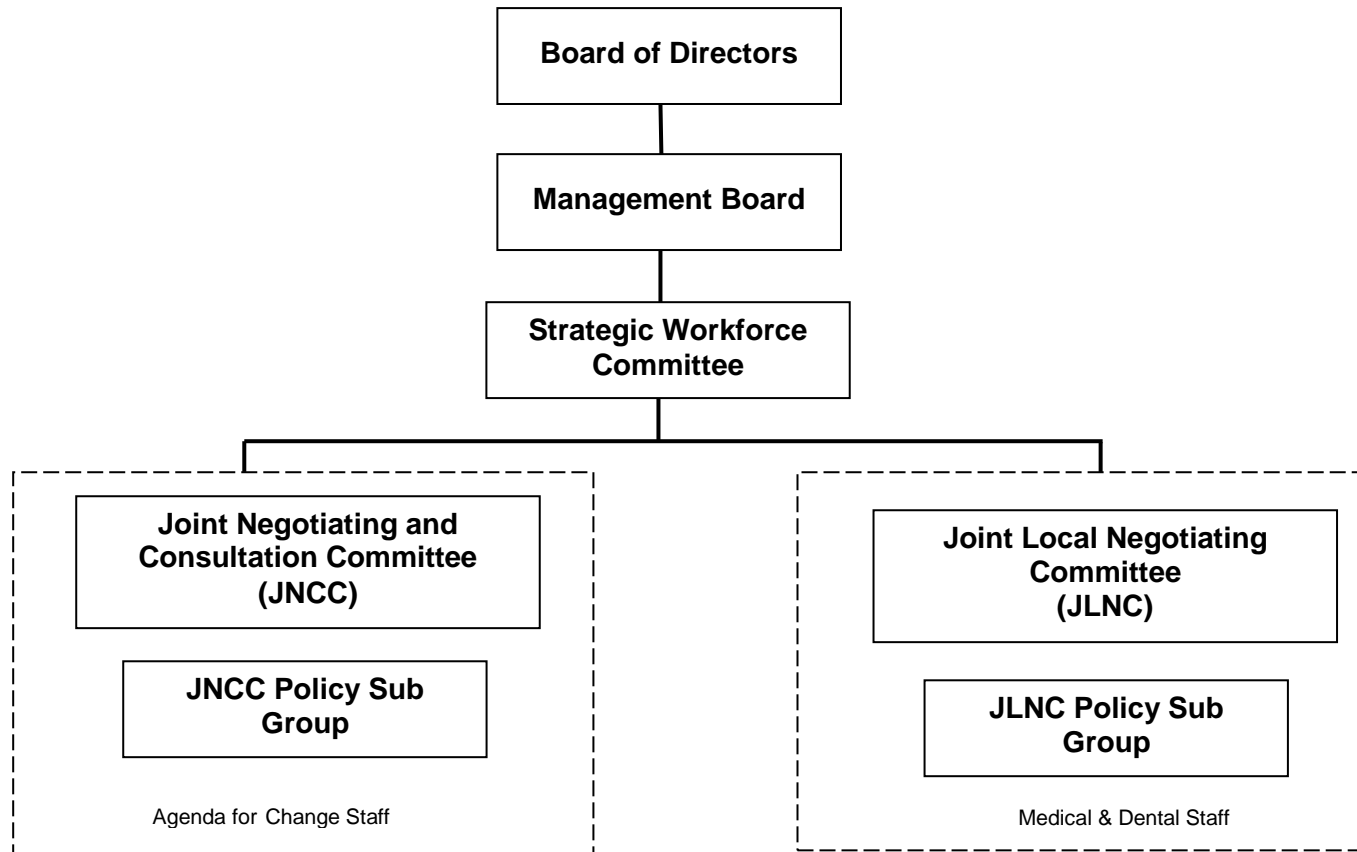 Board of Directors
Management Board
Strategic Workforce
Committee
Joint Negotiating and
Consultation Committee
(JNCC)
JNCC Policy Sub
Group
Agenda for Change Staff
Joint Local Negotiating
Committee
(JLNC)
JLNC Policy Sub
Group
Medical & Dental Staff